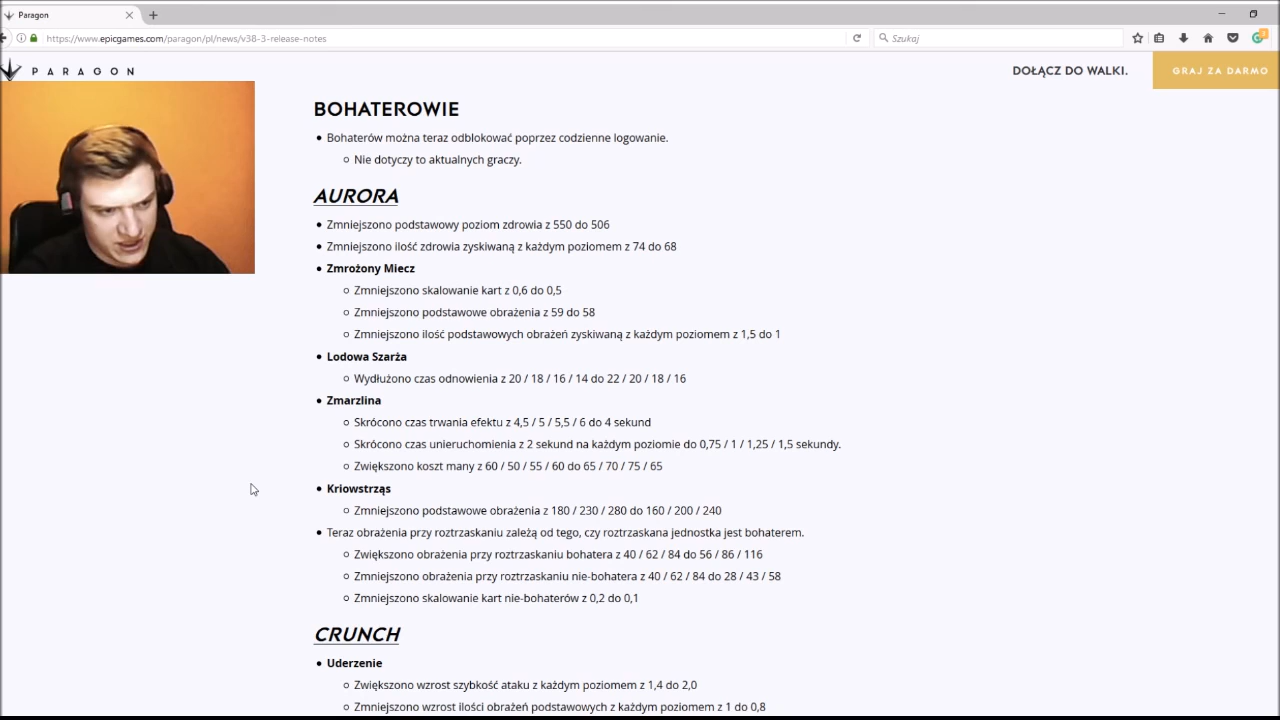 Paragon
https://www.epicgames.com/paragon/pl/news/v38-3-release-notes
Szukaj
PARAGON
DOŁĄCZ DO WALKI.
GRAJ ZA DARMO
BOHATEROWIE
Bohaterów można teraz odblokować poprzez codzienne logowanie.
Nie dotyczy to aktualnych graczy.
AURORA
Zmniejszono podstawowy poziom zdrowia z 550 do 506
Zmniejszono ilość zdrowia zyskiwaną z każdym poziomem z 74 do 68
Zmrożony Miecz
Zmniejszono skalowanie kart z 0,6 do 0,5
Zmniejszono podstawowe obrażenia z 59 do 58
Zmniejszono ilość podstawowych obrażeń zyskiwaną z każdym poziomem z 1,5 do 1
Lodowa Szarża
Wydłużono czas odnowienia z 20 / 18 / 16 / 14 do 22 / 20 / 18 / 16
Zmarzlina
Skrócono czas trwania efektu z 4,5 / 5 / 5,5 / 6 do 4 sekund
Skrócono czas unieruchomienia z 2 sekund na każdym poziomie do 0,75 / 1 / 1,25 / 1,5 sekundy.
Zwiększono koszt many z 60 / 50 / 55 / 60 do 65 / 70 / 75 / 65
Kriowstrząs
Zmniejszono podstawowe obrażenia z 180 / 230 / 280 do 160 / 200 / 240
Teraz obrażenia przy roztrzaskaniu zależą od tego, czy roztrzaskana jednostka jest bohaterem.
Zwiększono obrażenia przy roztrzaskaniu bohatera z 40 / 62 / 84 do 56 / 86 / 116
Zmniejszono obrażenia przy roztrzaskaniu nie-bohatera z 40 / 62 / 84 do 28 / 43 / 58
Zmniejszono skalowanie kart nie-bohaterów z 0,2 do 0,1
CRUNCH
Uderzenie
Zwiększono wzrost szybkość ataku z każdym poziomem z 1,4 do 2,0
Zmniejszono wzrost ilości obrażeń podstawowych z każdym poziomem z 1 do 0,8